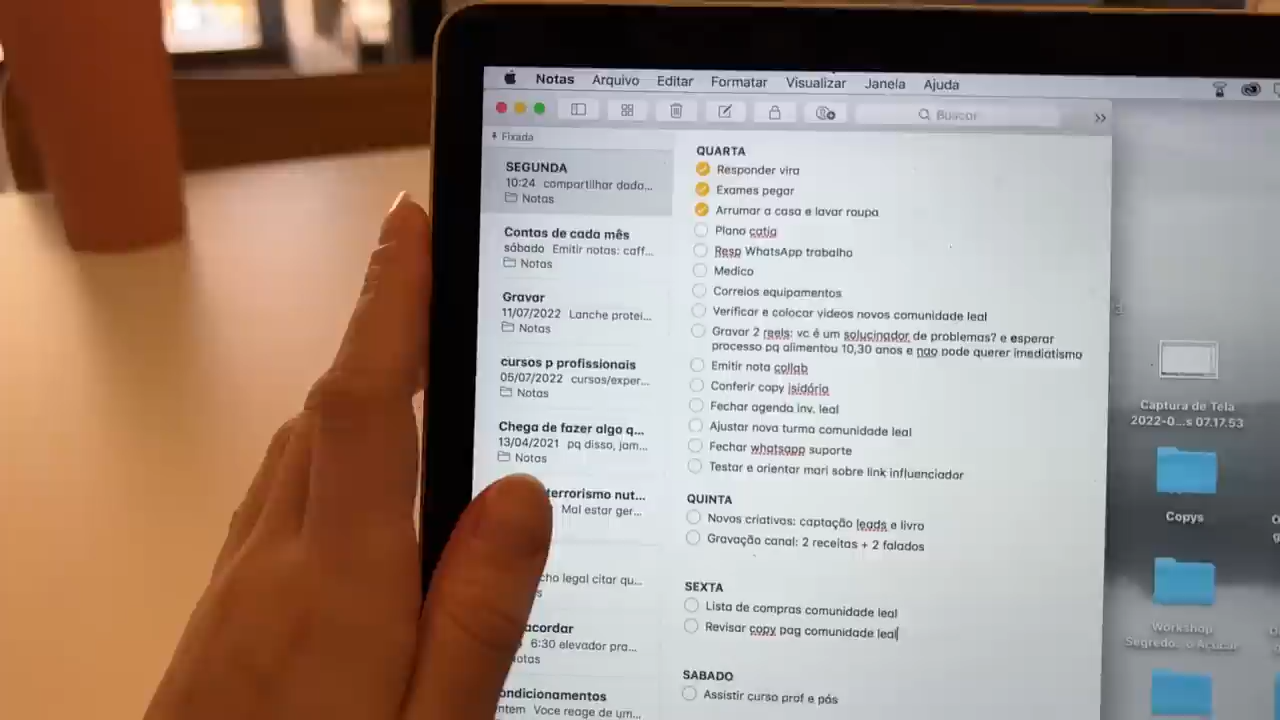 Notas Arquivo Editar Formatar Visualizar Janela Ajuda
Buscar
Fixada
SEGUNDA
10:24 compartilhar dada...
Notas
Contas de cada mês
sábado Emitir notas: caff...
Notas
Gravar
11/07/2022 Lanche protei...
Notas
cursos p profissionais
05/07/2022 cursos/exper...
Notas
Chega de fazer algo q...
13/04/2021 pq disso, jam...
Notas
terrorismo nut...
Mal estar ger...
cho legal citar qu...
acordar
6:30 elevador pra...
otas
ondicionamentos
ntem Voce reage de um...
QUARTA
Responder vira
Exames pegar
Arrumar a casa e lavar roupa
Plano catia
Resp WhatsApp trabalho
Medico
Correios equipamentos
Verificar e colocar videos novos comunidade leal
Gravar 2 reels: vc é um solucinador de problemas? e esperar
processo pq alimentou 10,30 anos e nao pode querer imediatismo
Emitir nota collab
Conferir copy isidória
Fechar agenda inv. leal
Ajustar nova turma comunidade leal
Fechar whatsapp suporte
Testar e orientar mari sobre link influenciador
QUINTA
Novos criativas: captação leads e livro
Gravação canal: 2 receitas + 2 falados
SEXTA
Lista de compras comunidade leal
Revisar copy pag comunidade leal
SABADO
Assistir curso prof e pós
Captura de Tela
2022-0...s 07.17.53
Copys
Workshop
Segredo... o Açúcar